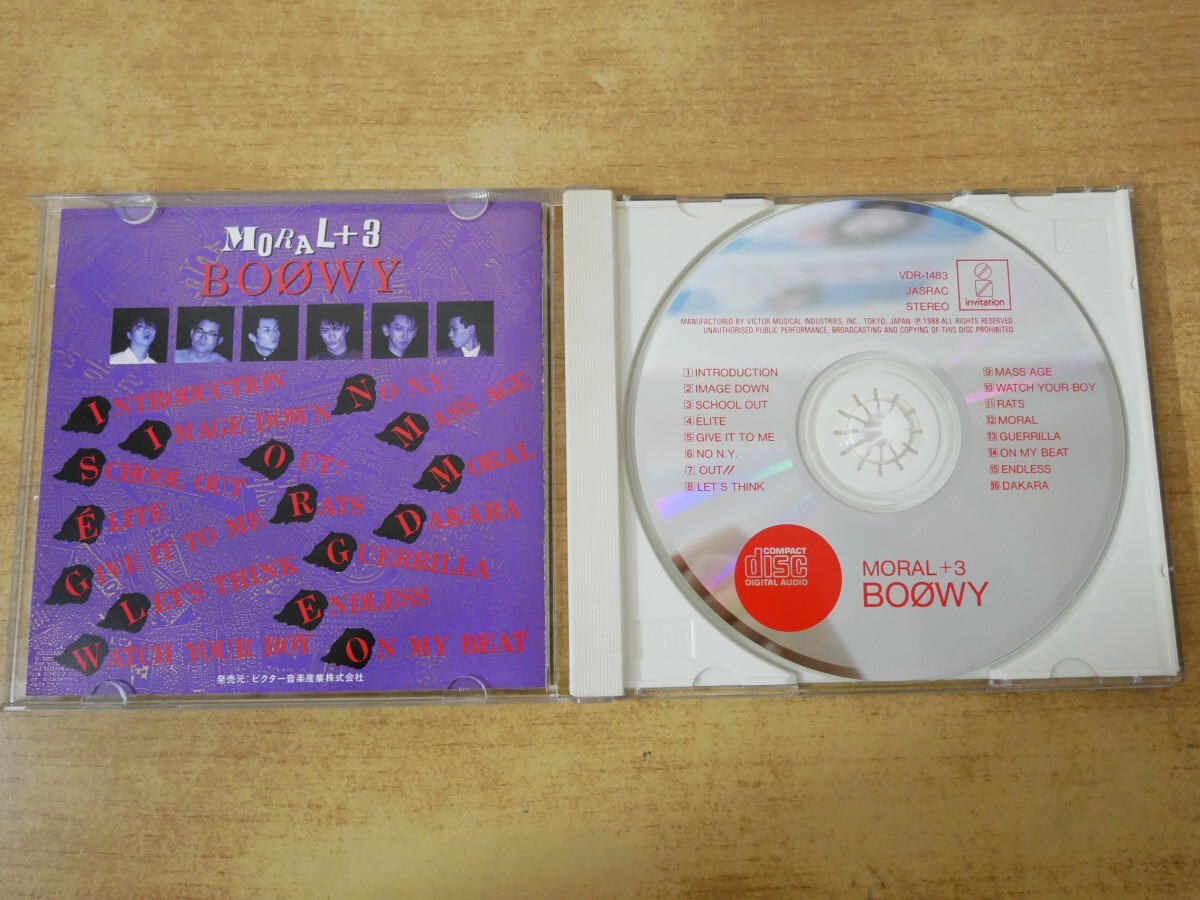 MORAL+3
BOØWY
INTRODUCTION
NO N.Y.
IMAGE DOWN
MASS AGE
SCHOOL OUT
OUT!
MORAL
ÉLITE
GIVE IT TO ME
RATS
DAKARA
LET'S THINK
GUERRILLA
ENDLESS
WATCH YOUR BOY
ON MY BEAT
発売元:ビクター音楽産業株式会社
VDR-1483
JASRAC
STEREO
invitation
MANUFACTURED BY VICTOR MUSICAL INDUSTRIES, INC., TOKYO, JAPAN ℗ 1988 ALL RIGHTS RESERVED
UNAUTHORISED PUBLIC PERFORMANCE, BROADCASTING AND COPYING OF THIS DISC PROHIBITED
1 INTRODUCTION
2 IMAGE DOWN
3 SCHOOL OUT
4 ÉLITE
5 GIVE IT TO ME
6 NO N.Y.
7 OUT!!
8 LET'S THINK
9 MASS AGE
10 WATCH YOUR BOY
11 RATS
12 MORAL
13 GUERRILLA
14 ON MY BEAT
15 ENDLESS
16 DAKARA
COMPACT
disc
DIGITAL AUDIO
MORAL+3
BOØWY